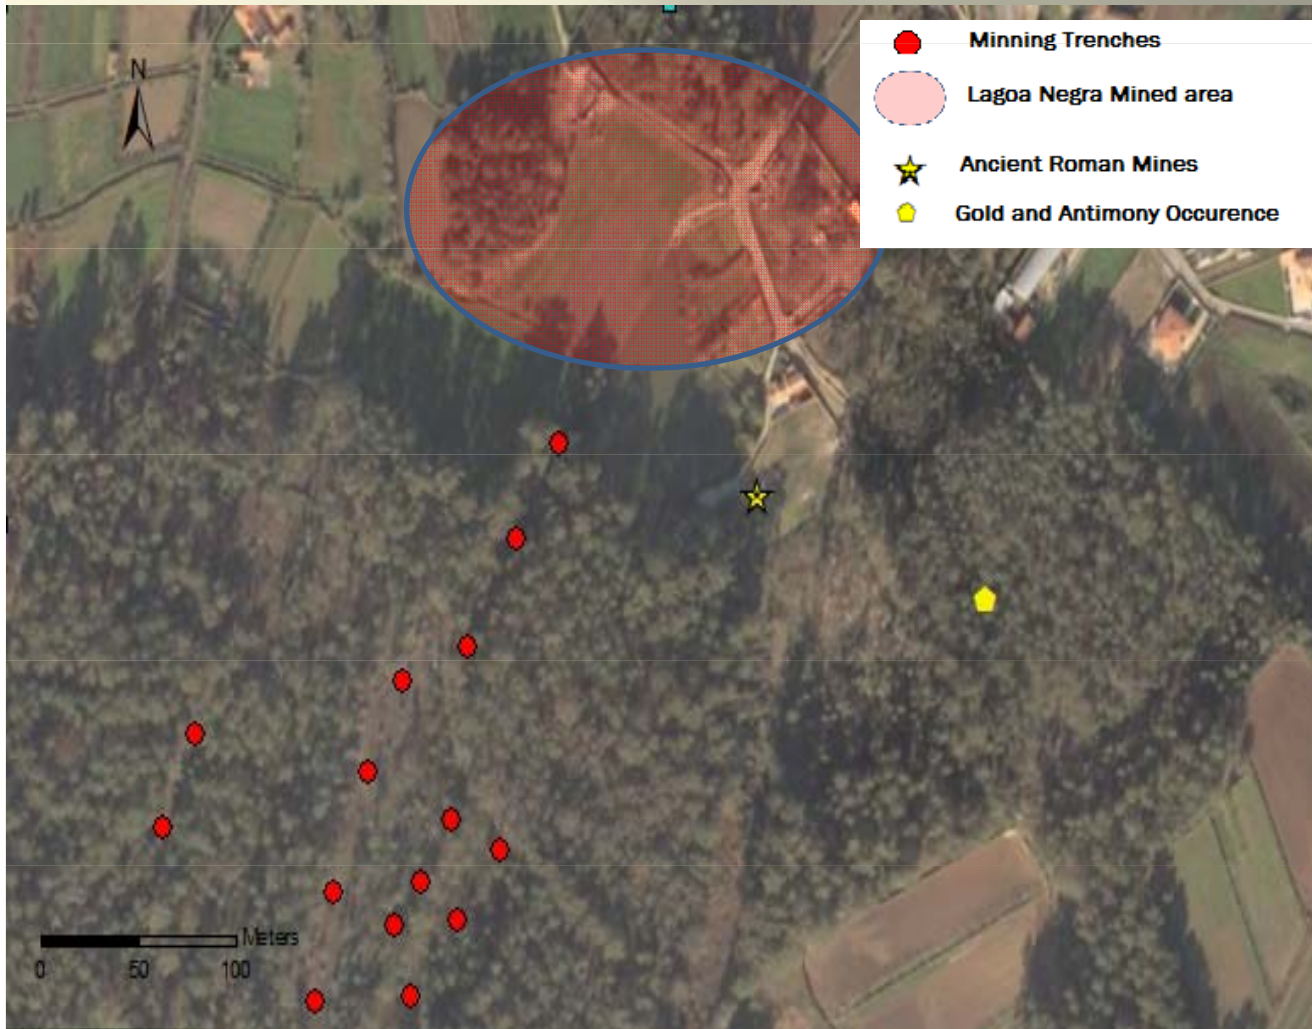 Minning Trenches
Lagoa Negra Mined area
Ancient Roman Mines
Gold and Antimony Occurence
N
Meters
0 50 100